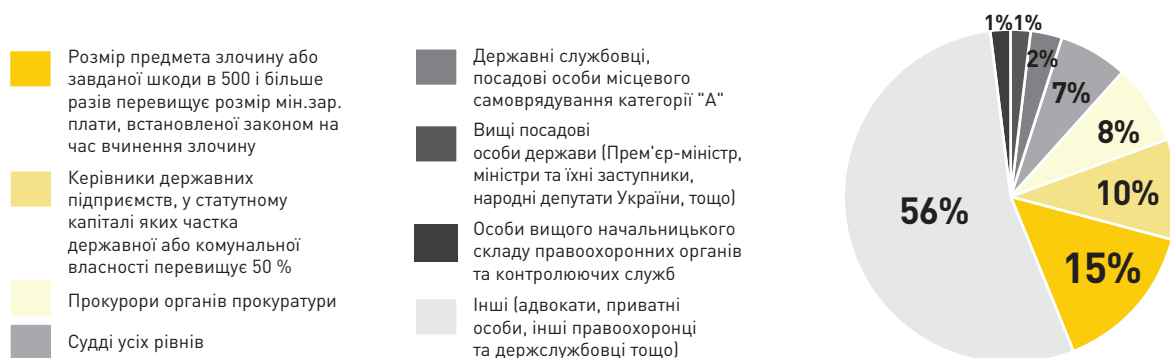 Розмір предмета злочину або
завданої шкоди в 500 і більше
разів перевищує розмір мін.зар.
плати, встановленої законом на
час вчинення злочину
Керівники державних
підприємств, у статутному
капіталі яких частка
державної або комунальної
власності перевищує 50 %
Прокурори органів прокуратури
Судді усіх рівнів
Державні службовці,
посадові особи місцевого
самоврядування категорії "А"
Вищі посадові
особи держави (Прем'єр-міністр,
міністри та їхні заступники,
народні депутати України, тощо)
Особи вищого начальницького
складу правоохоронних органів
та контролюючих служб
Інші (адвокати, приватні
особи, інші правоохоронці
та держслужбовці тощо)
1%
1%
2%
7%
8%
10%
15%
56%